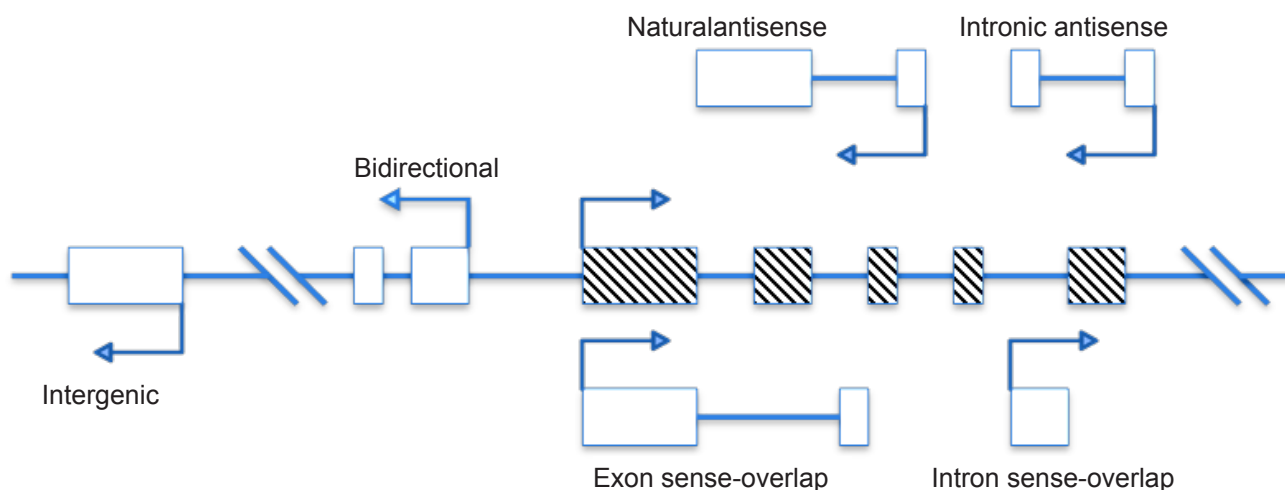 Naturalantisense
Intronic antisense
Bidirectional
Intergenic
Exon sense-overlap
Intron sense-overlap